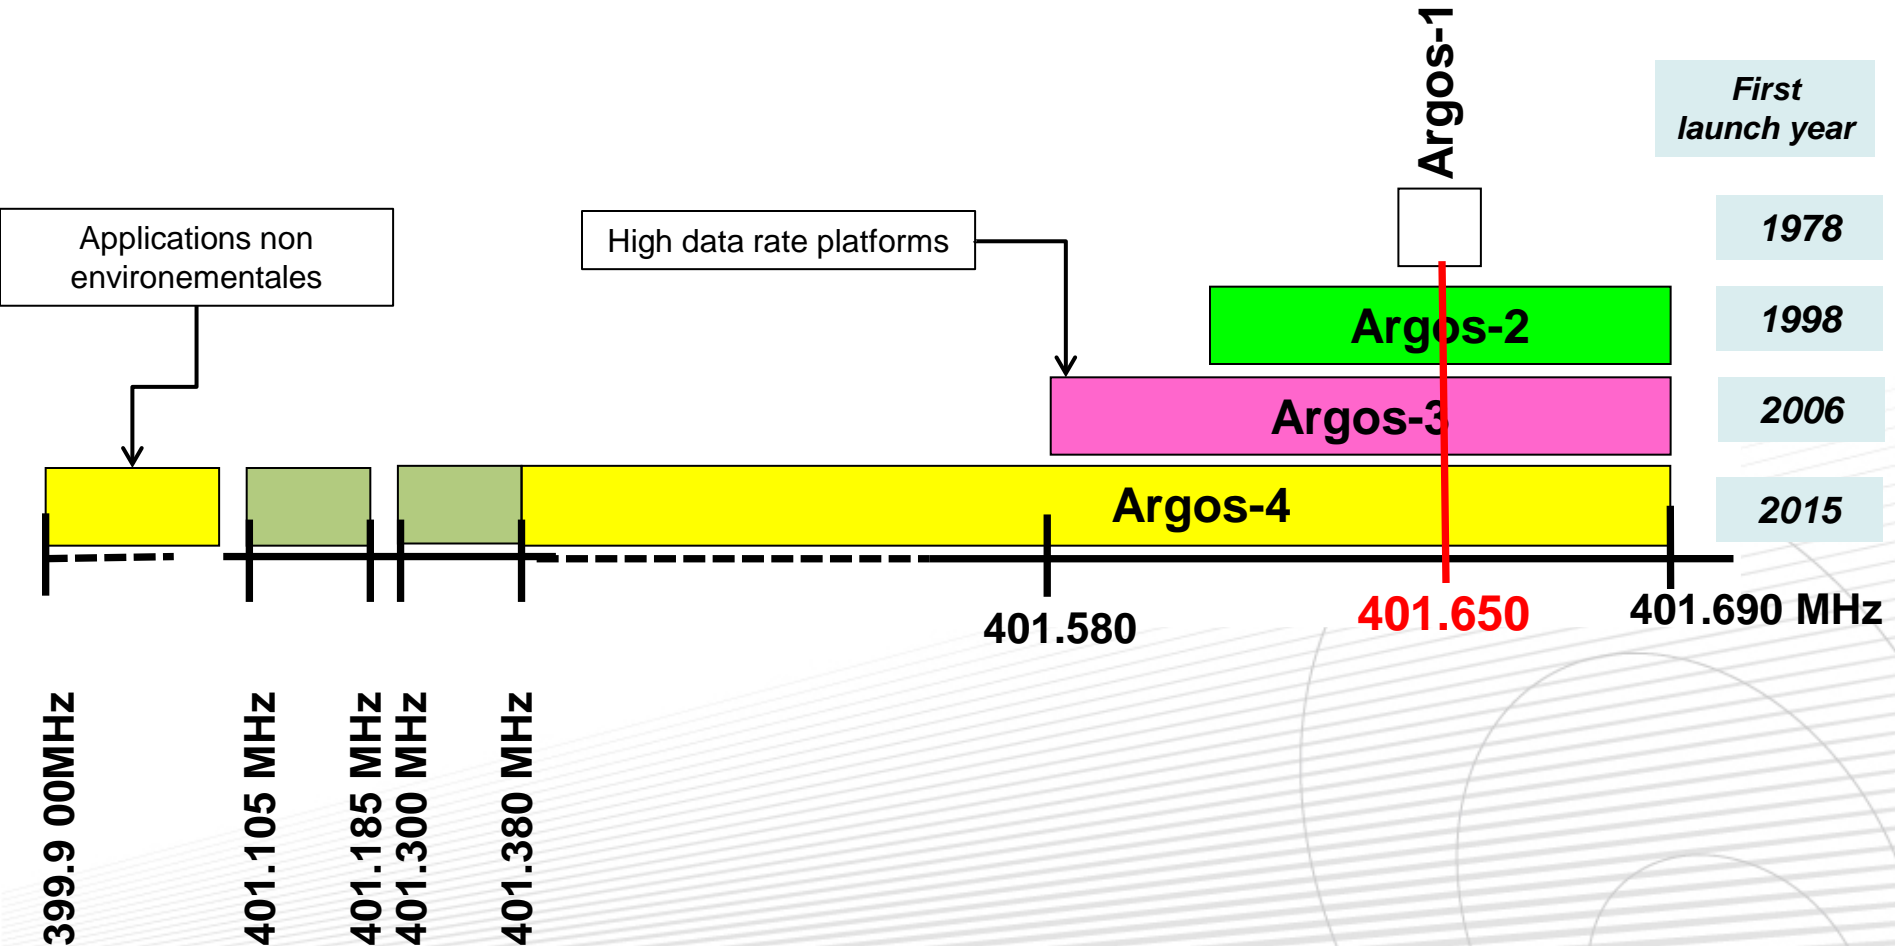 Argos-1
First
launch year
Applications non
environementales
High data rate platforms
1978
Argos-2
1998
Argos-3
2006
Argos-4
2015
401.580
401.650
401.690 MHz
399.9 00MHz
401.105 MHz
401.185 MHz
401.300 MHz
401.380 MHz